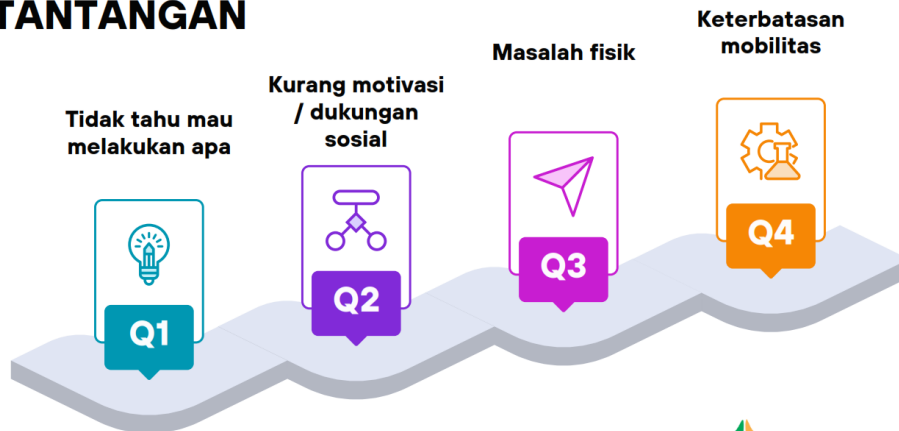 TANTANGAN
Tidak tahu mau
melakukan apa
Q1
Kurang motivasi
/ dukungan
sosial
Q2
Masalah fisik
Q3
Keterbatasan
mobilitas
Q4